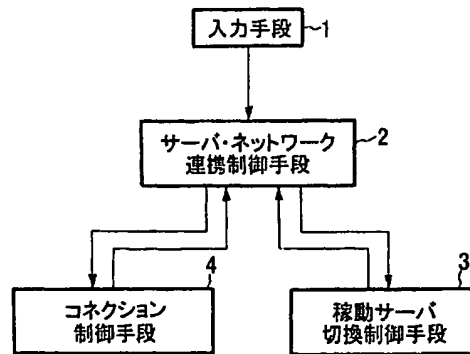 入力手段
1
サーバ・ネットワーク
連携制御手段
2
4
コネクション
制御手段
3
稼動サーバ
切換制御手段